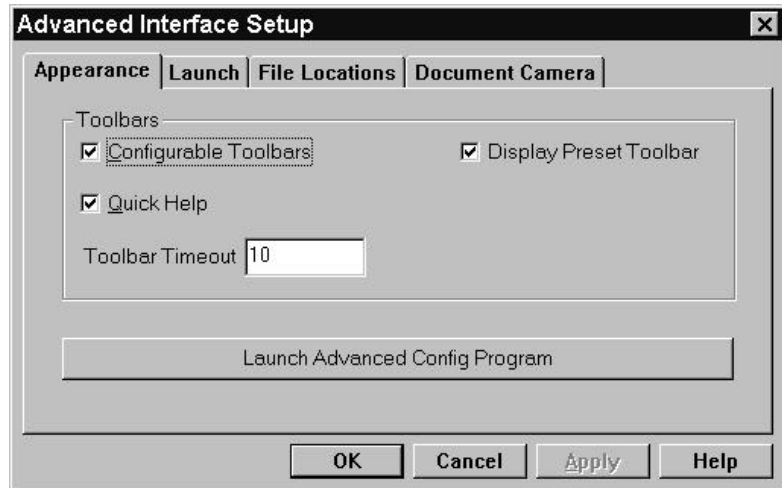 Advanced Interface Setup
Appearance Launch File Locations Document Camera
Toolbars
Configurable Toolbars Display Preset Toolbar
Quick Help
Toolbar Timeout 10
Launch Advanced Config Program
OK Cancel Apply Help